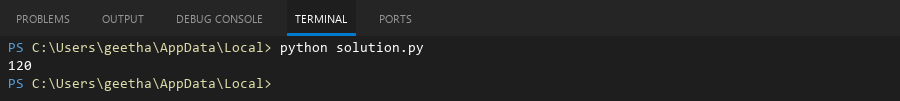 PROBLEMS OUTPUT DEBUG CONSOLE TERMINAL PORTS
PS C:\Users\geetha\AppData\Local> python solution.py
120
PS C:\Users\geetha\AppData\Local>